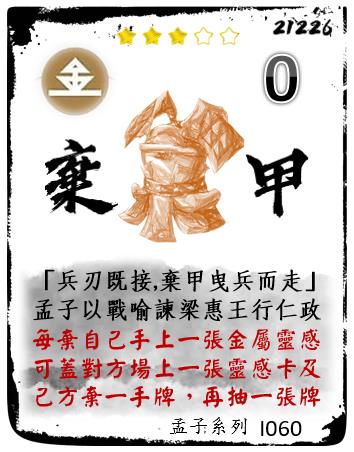 21226
金
0
棄甲
「兵刃既接,棄甲曳兵而走」
孟子以戰喻諫梁惠王行仁政
每棄自己手上一張金屬靈感
可蓋對方場上一張靈感卡及
己方棄一手牌，再抽一張牌
孟子系列 I060